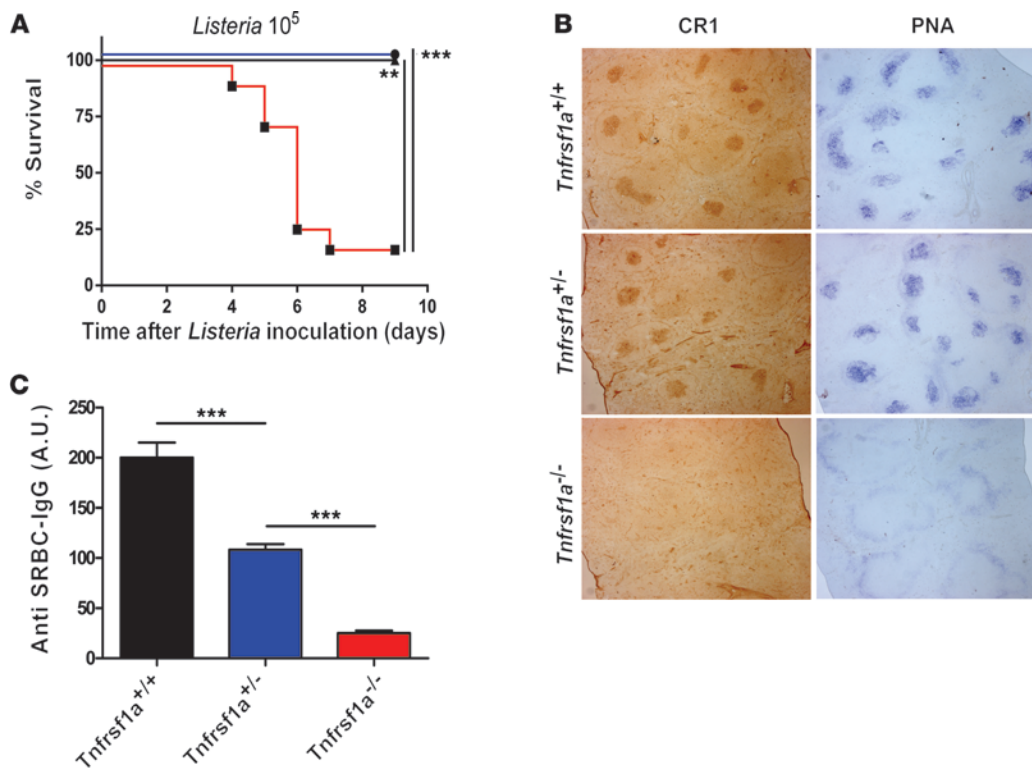 A
Listeria 10⁵
% Survival
100
75
50
25
0
***
**
0 2 4 6 8 10
Time after Listeria inoculation (days)
B
CR1 PNA
Tnfrsf1a+/+
Tnfrsf1a+/-
Tnfrsf1a-/-
C
Anti SRBC-IgG (A.U.)
250
200
150
100
50
0
***
***
Tnfrsf1a+/+
Tnfrsf1a+/-
Tnfrsf1a-/-